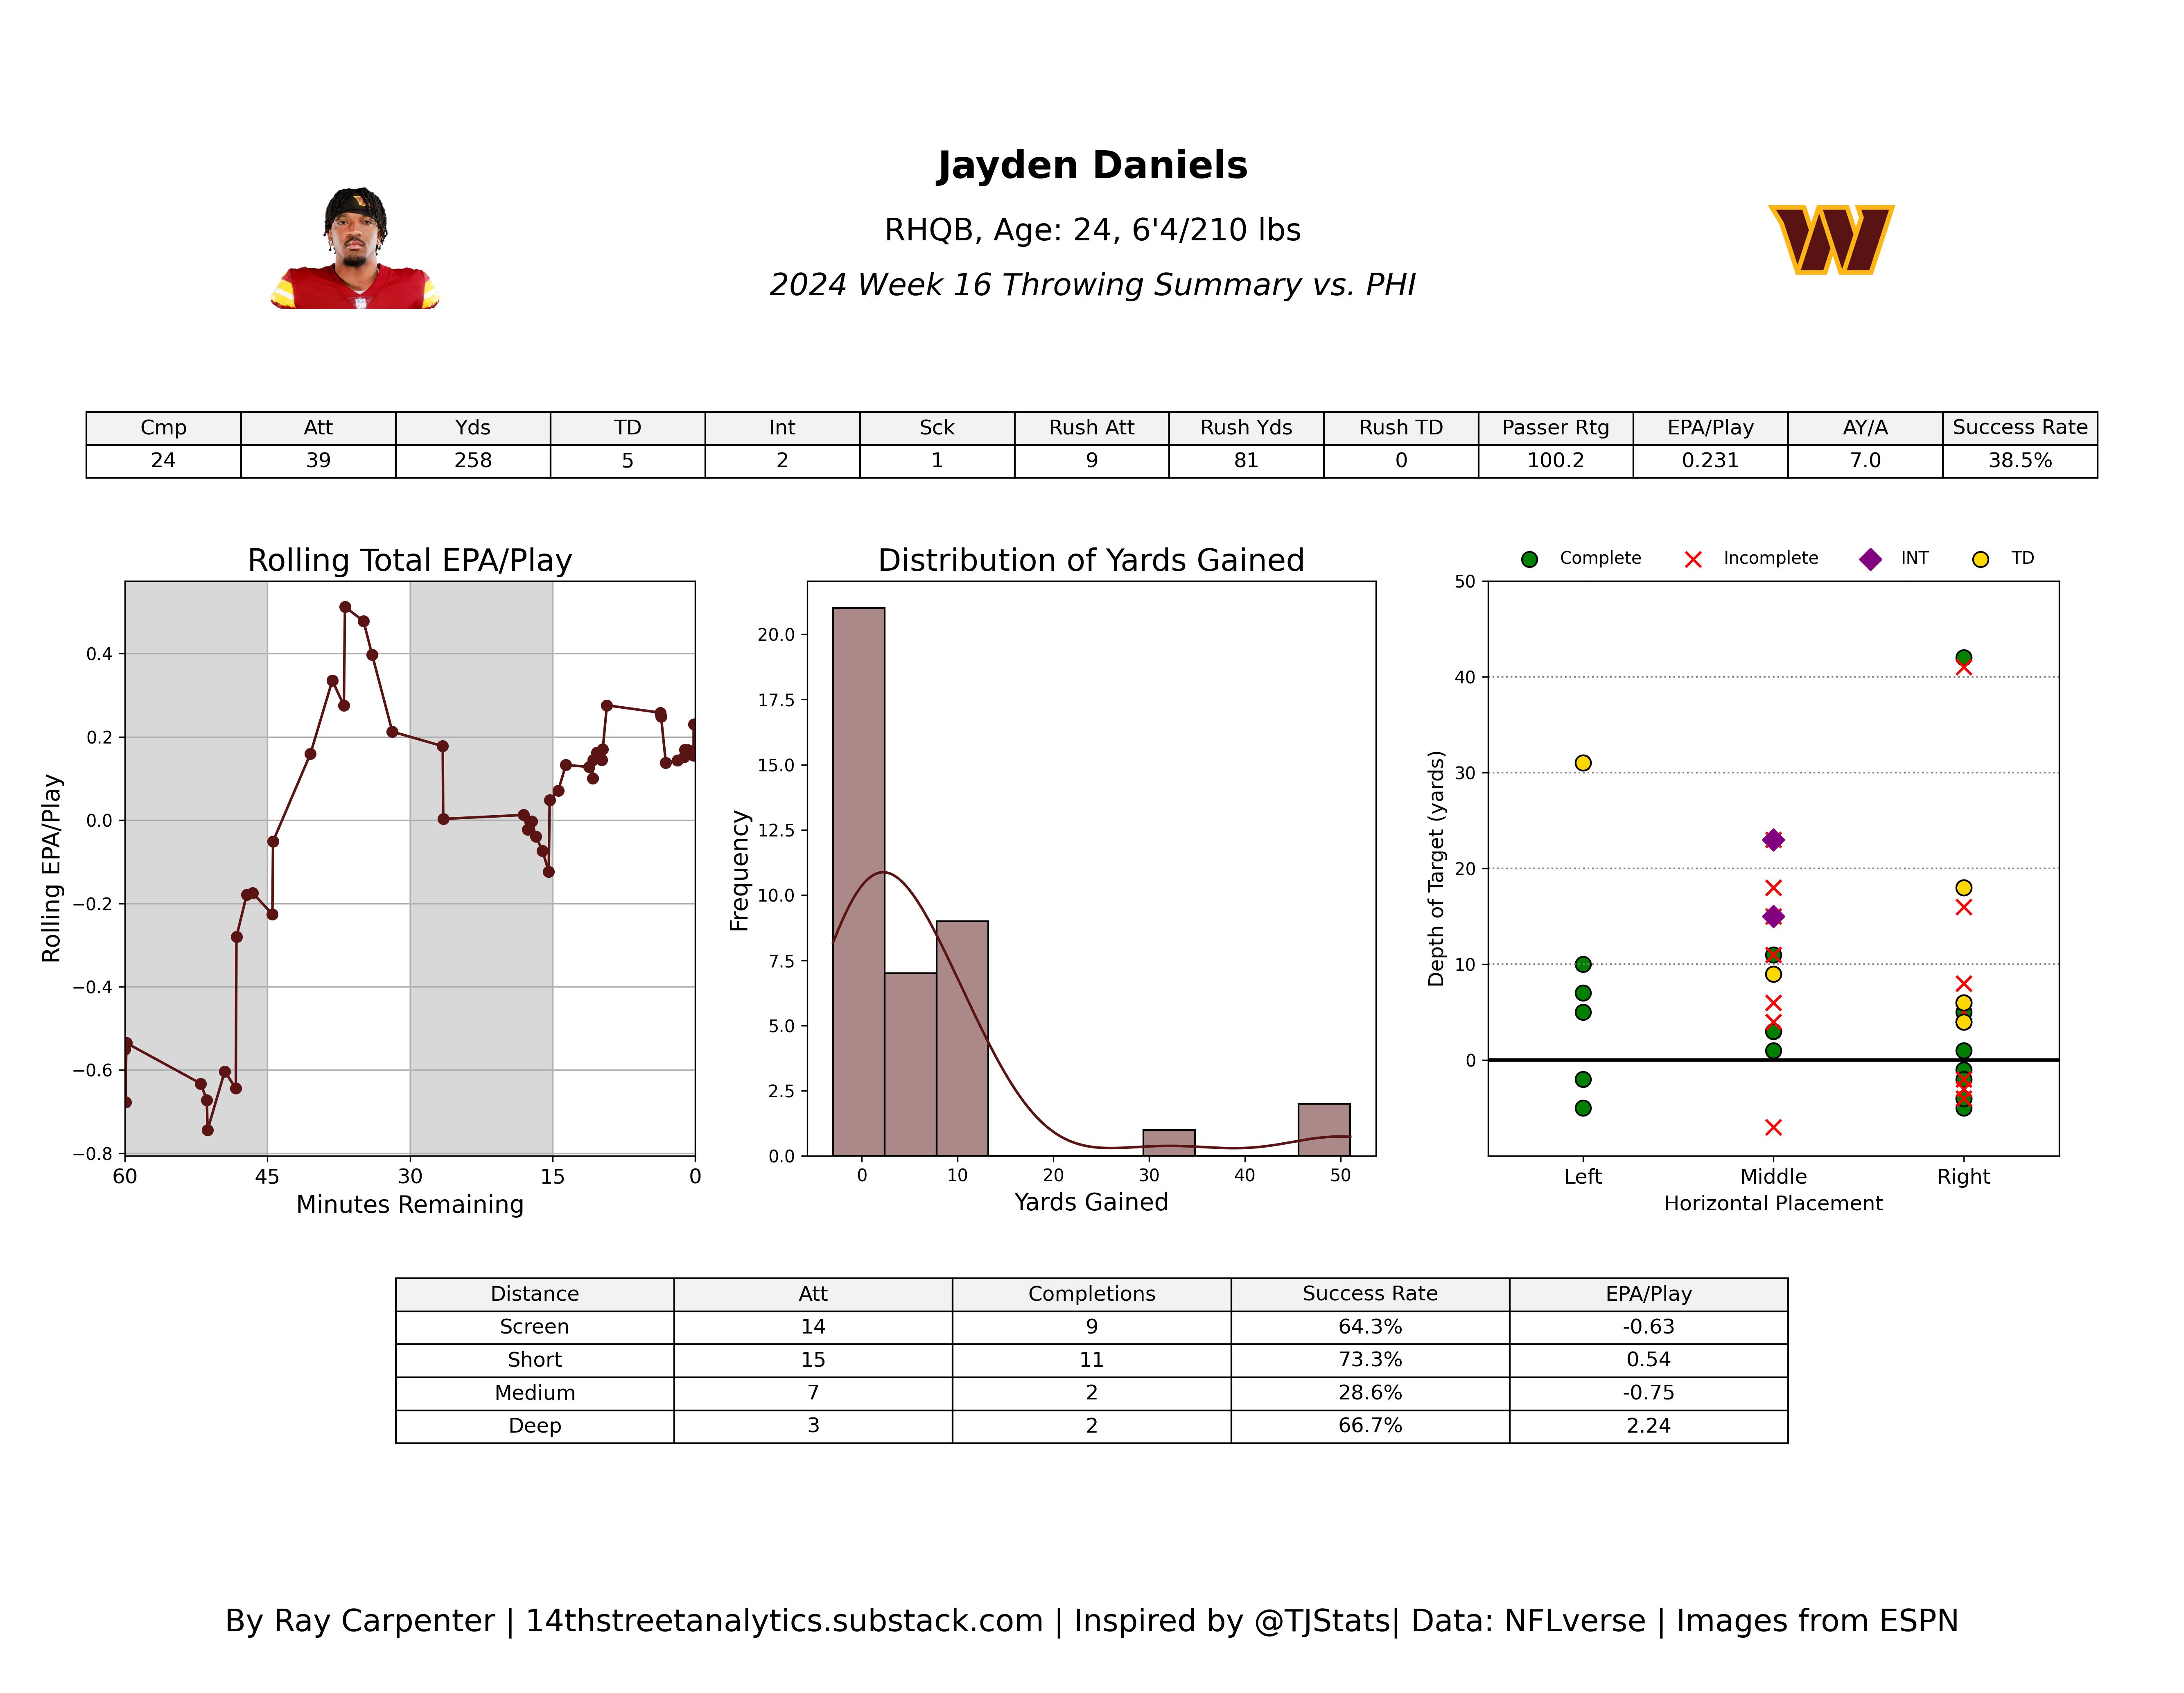 Jayden Daniels
RHQB, Age: 24, 6'4/210 lbs
2024 Week 16 Throwing Summary vs. PHI
Cmp Att Yds TD Int Sck Rush Att Rush Yds Rush TD Passer Rtg EPA/Play AY/A Success Rate
24 39 258 5 2 1 9 81 0 100.2 0.231 7.0 38.5%
Rolling Total EPA/Play
0.4
0.2
0.0
−0.2
−0.4
−0.6
−0.8
Rolling EPA/Play
60 45 30 15 0
Minutes Remaining
Distribution of Yards Gained
20.0
17.5
15.0
12.5
10.0
7.5
5.0
2.5
0.0
Frequency
0 10 20 30 40 50
Yards Gained
Complete Incomplete INT TD
50
40
30
20
10
0
Depth of Target (yards)
Left Middle Right
Horizontal Placement
Distance Att Completions Success Rate EPA/Play
Screen 14 9 64.3% -0.63
Short 15 11 73.3% 0.54
Medium 7 2 28.6% -0.75
Deep 3 2 66.7% 2.24
By Ray Carpenter | 14thstreetanalytics.substack.com | Inspired by @TJStats| Data: NFLverse | Images from ESPN